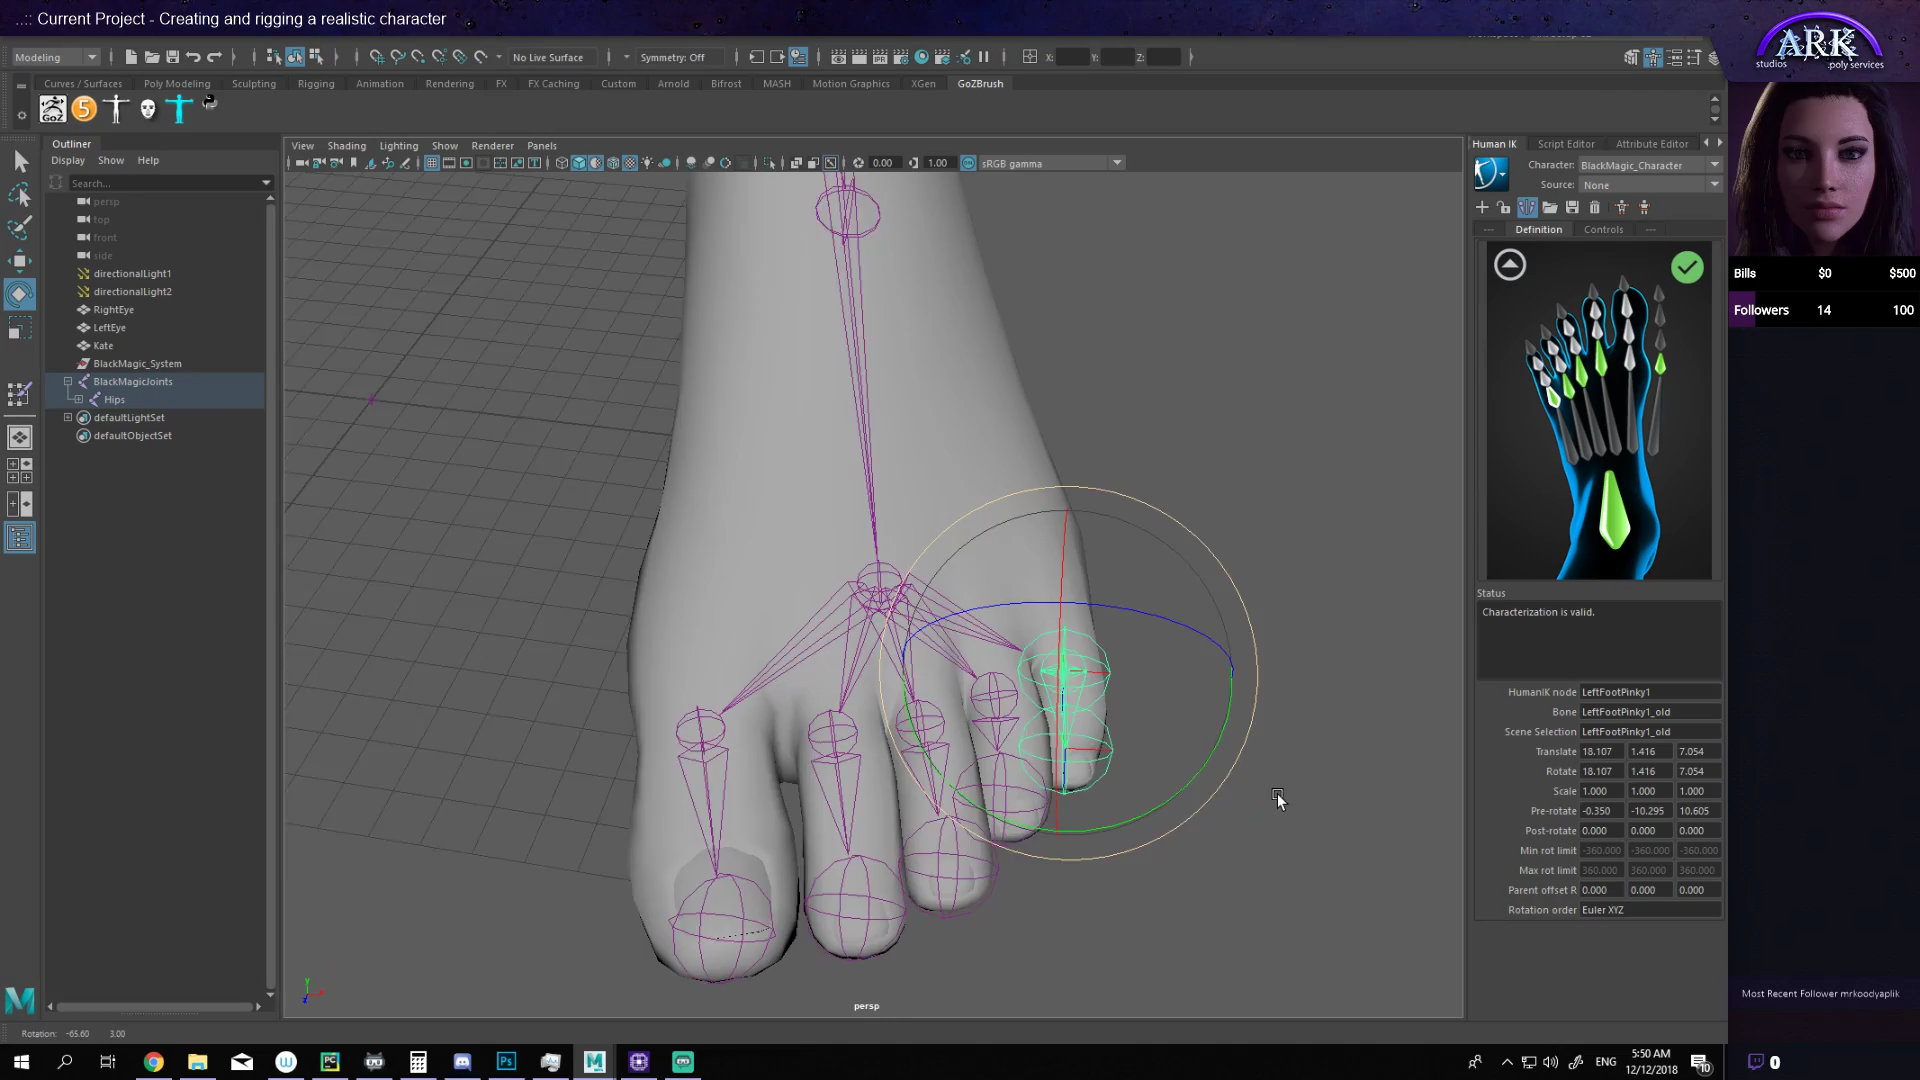 ..:: Current Project - Creating and rigging a realistic character
ARK
studios
.poly services
Modeling
No Live Surface
Symmetry: Off
X:
Y:
Z:
Curves / Surfaces
Poly Modeling
Sculpting
Rigging
Animation
Rendering
FX
FX Caching
Custom
Arnold
Bifrost
MASH
Motion Graphics
XGen
GoZBrush
GoZ
5
Outliner
Display
Show
Help
Search...
persp
top
front
side
directionalLight1
directionalLight2
RightEye
LeftEye
Kate
BlackMagic_System
BlackMagicJoints
Hips
defaultLightSet
defaultObjectSet
View
Shading
Lighting
Show
Renderer
Panels
0.00
1.00
sRGB gamma
persp
Human IK
Script Editor
Attribute Editor
Character: BlackMagic_Character
Source: None
Definition
Controls
Status
Characterization is valid.
HumanIK node LeftFootPinky1
Bone LeftFootPinky1_old
Scene Selection LeftFootPinky1_old
Translate 18.107 1.416 7.054
Rotate 18.107 1.416 7.054
Scale 1.000 1.000 1.000
Pre-rotate -0.350 -10.295 10.605
Post-rotate 0.000 0.000 0.000
Min rot limit -360.000 -360.000 -360.000
Max rot limit 360.000 360.000 360.000
Parent offset R 0.000 0.000 0.000
Rotation order Euler XYZ
Bills $0 $500
Followers 14 100
Most Recent Follower mrkoodyaplik
Rotation: -65.60 3.00
ENG
5:50 AM
12/12/2018
10
0